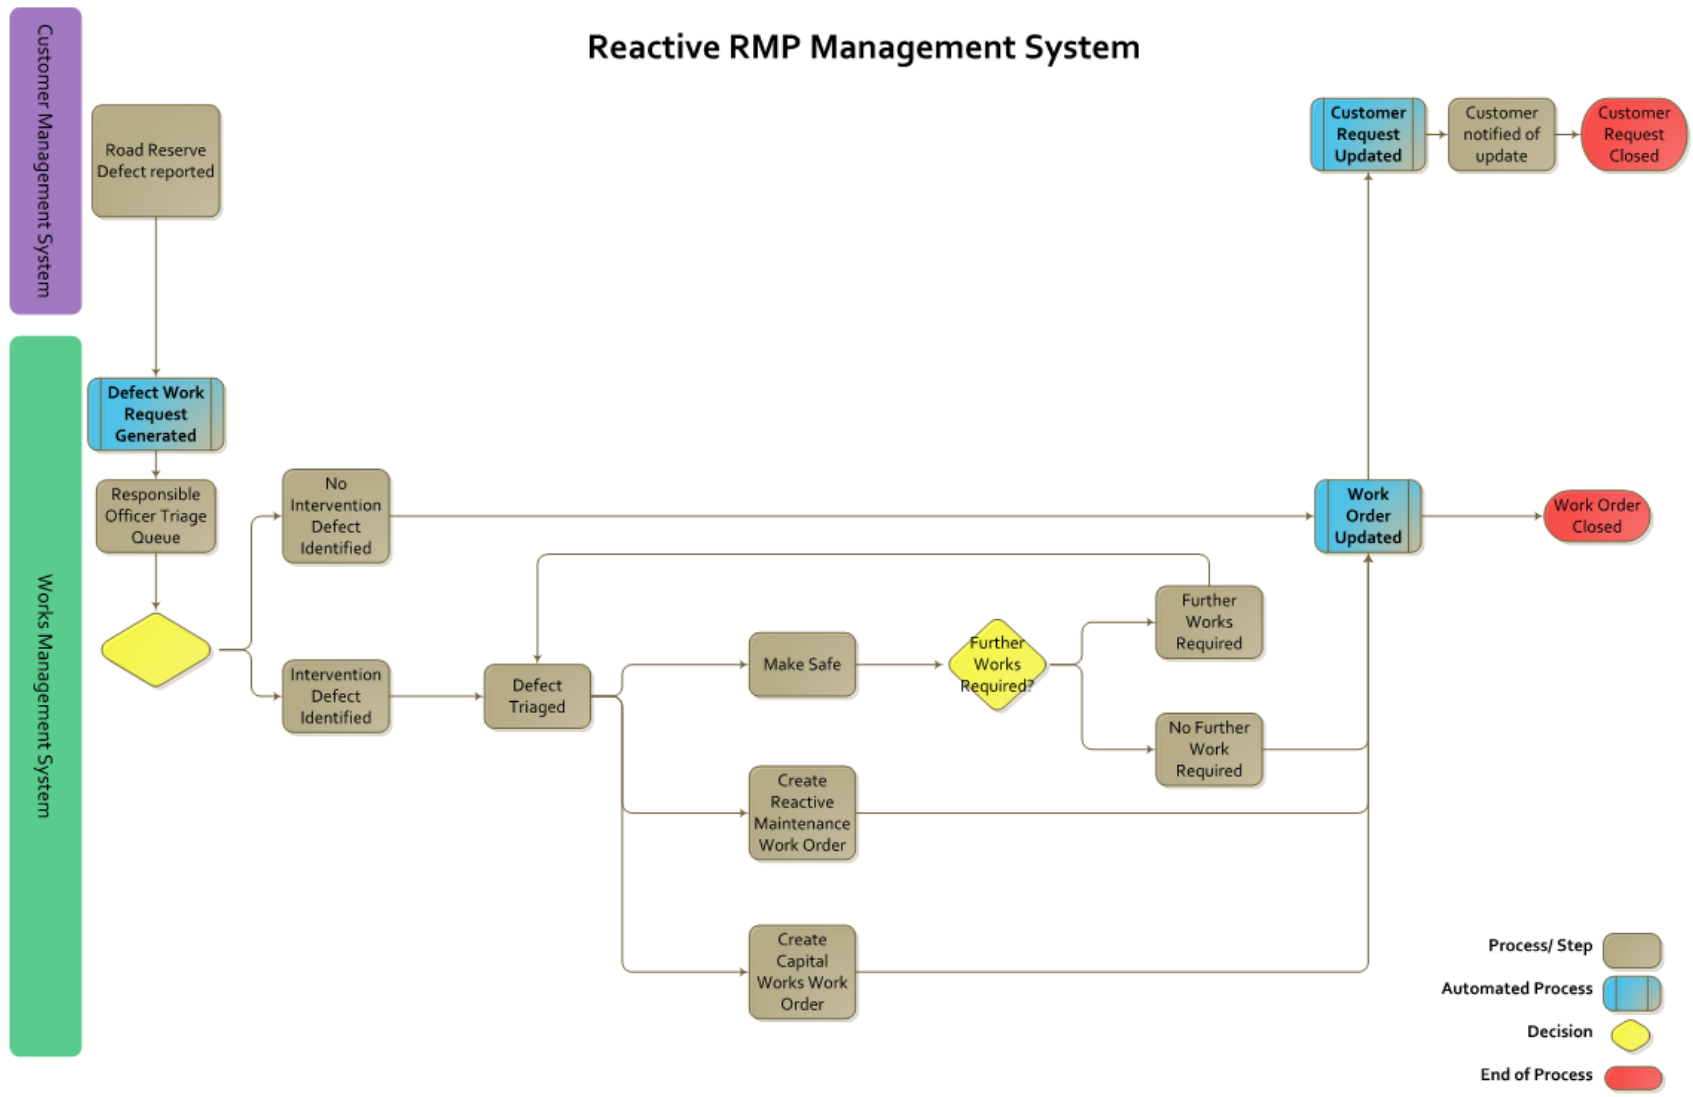 Reactive RMP Management System
Customer Management System
Road Reserve
Defect reported
Customer
Request
Updated
Customer
notified of
update
Customer
Request
Closed
Works Management System
Defect Work
Request
Generated
Responsible
Officer Triage
Queue
No
Intervention
Defect
Identified
Intervention
Defect
Identified
Defect
Triaged
Make Safe
Further
Works
Required?
Further
Works
Required
No Further
Work
Required
Create
Reactive
Maintenance
Work Order
Create
Capital
Works Work
Order
Work
Order
Updated
Work Order
Closed
Process/ Step
Automated Process
Decision
End of Process